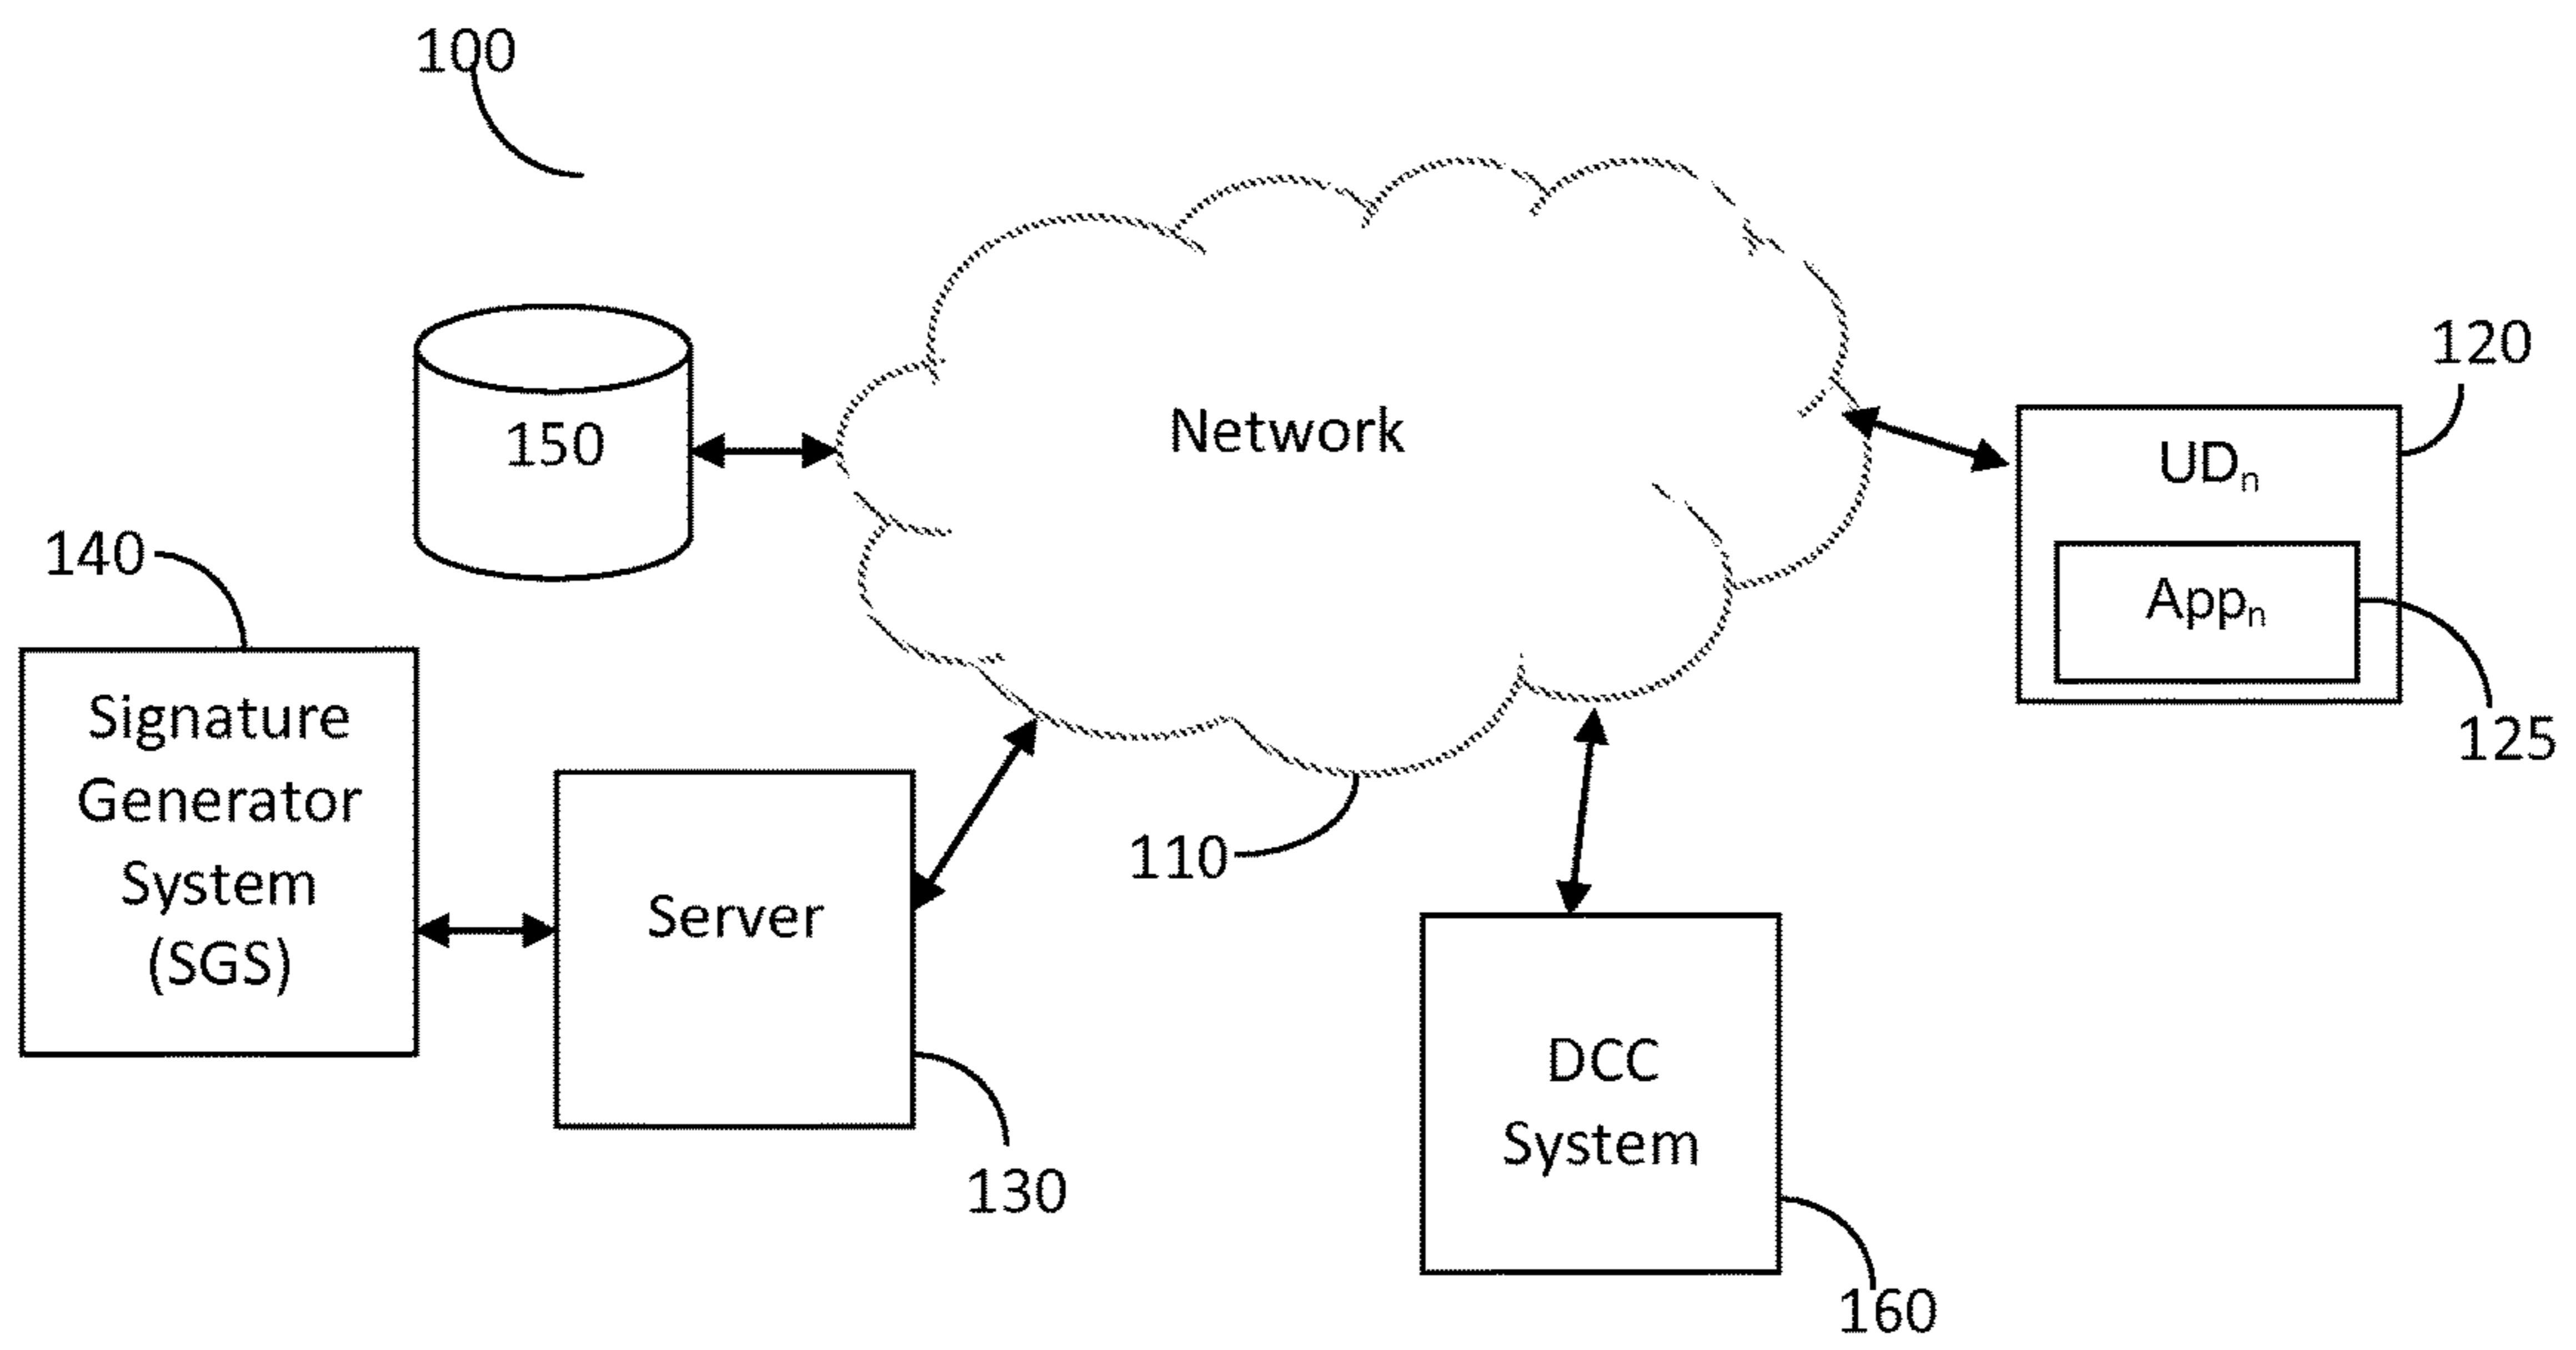 100
Network
120
UDₙ
150
140
Appₙ
Signature
Generator
System
(SGS)
125
110
Server
DCC
System
130
160